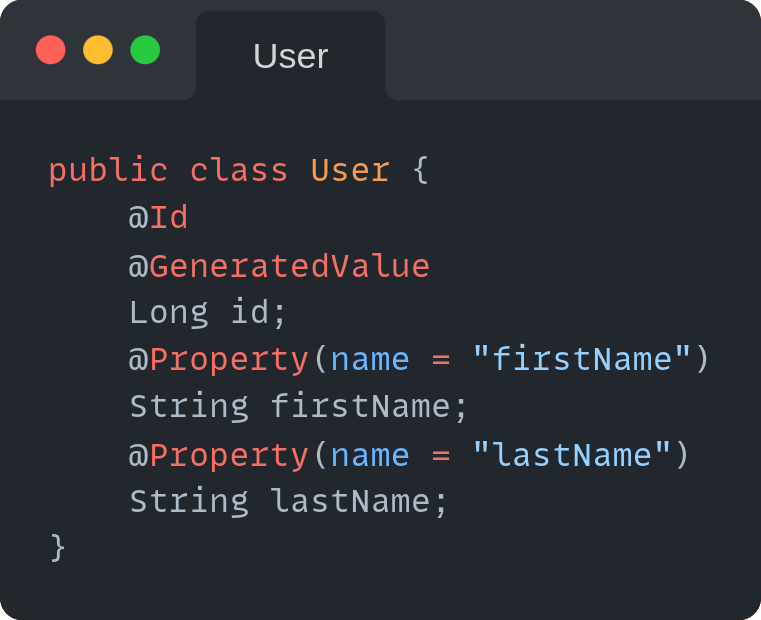 User
public class User {
    @Id
    @GeneratedValue
    Long id;
    @Property(name = "firstName")
    String firstName;
    @Property(name = "lastName")
    String lastName;
}